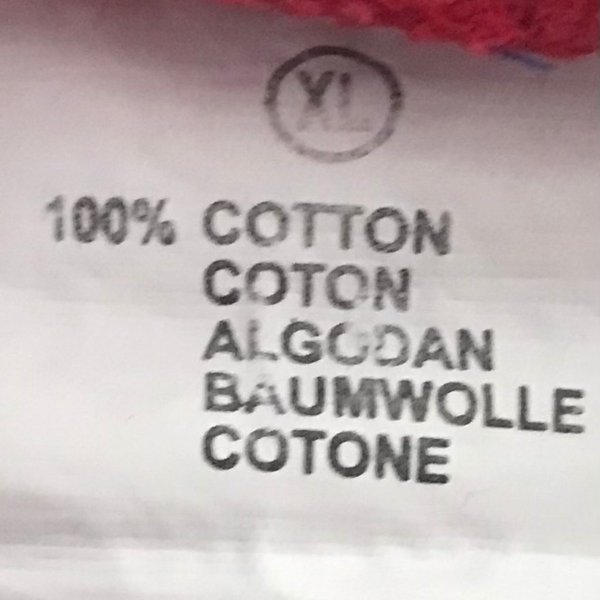 XL
100% COTTON
COTON
ALGODAN
BAUMWOLLE
COTONE